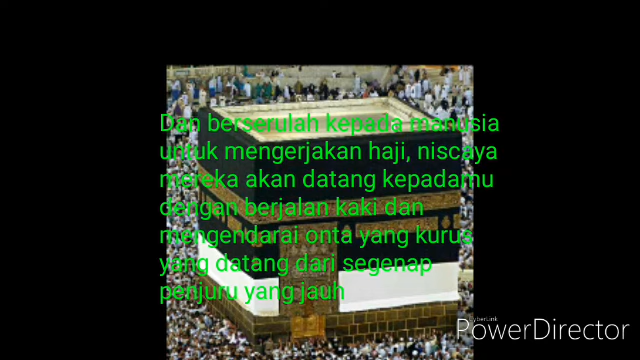 Dan berserulah kepada manusia
untuk mengerjakan haji, niscaya
mereka akan datang kepadamu
dengan berjalan kaki dan
mengendarai onta yang kurus
yang datang dari segenap
penjuru yang jauh
CyberLink
PowerDirector